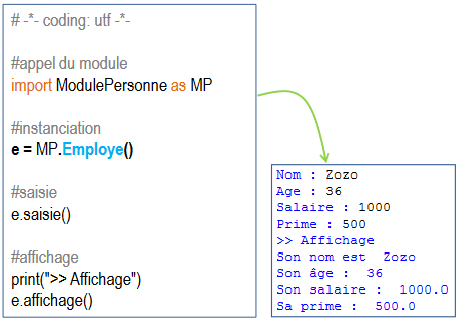 # -*- coding: utf -*-
#appel du module
import ModulePersonne as MP
#instanciation
e = MP.Employe()
#saisie
e.saisie()
#affichage
print(">> Affichage")
e.affichage()
Nom : Zozo
Age : 36
Salaire : 1000
Prime : 500
>> Affichage
Son nom est  Zozo
Son âge :  36
Son salaire :  1000.0
Sa prime :  500.0